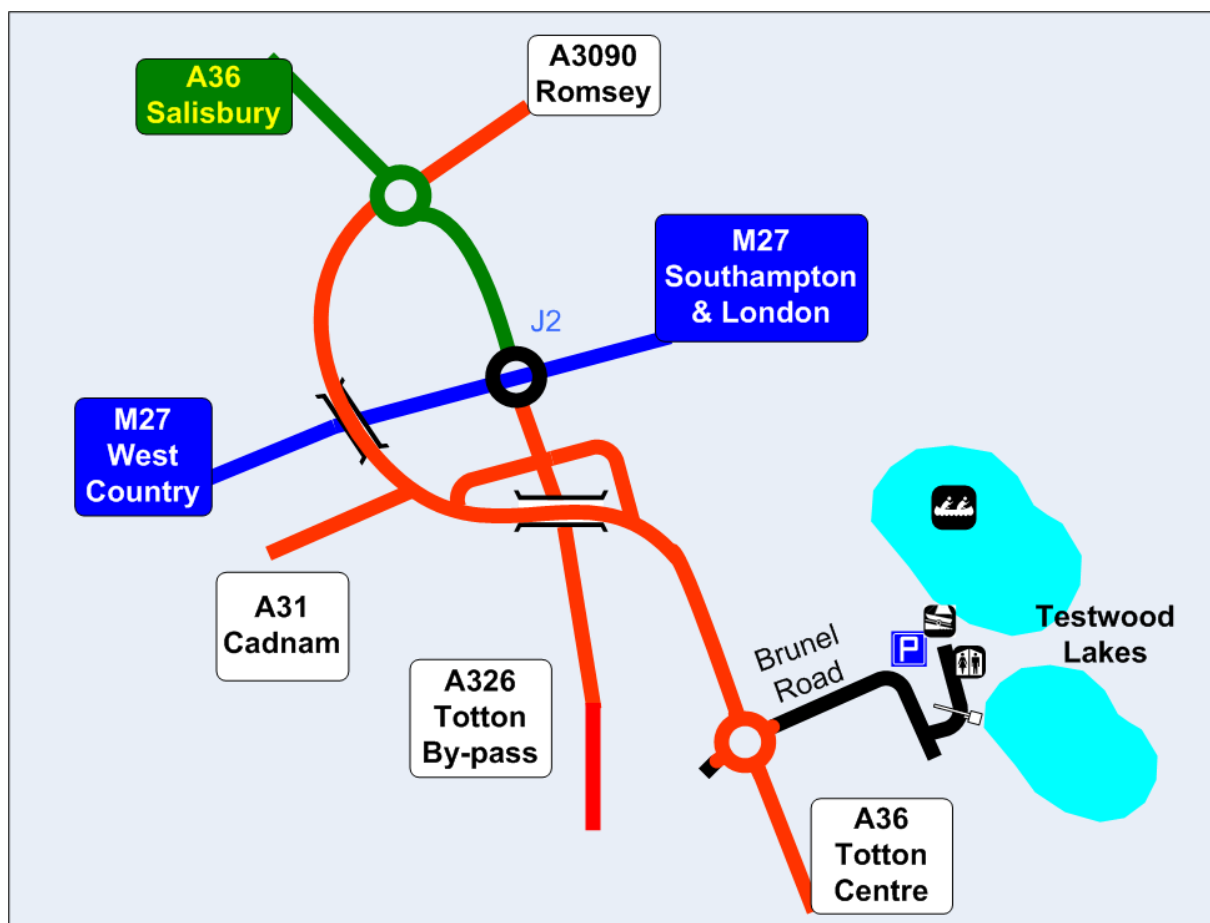 A36
Salisbury
A3090
Romsey
M27
Southampton
& London
J2
M27
West
Country
A31
Cadnam
A326
Totton
By-pass
Brunel
Road
P
Testwood
Lakes
A36
Totton
Centre